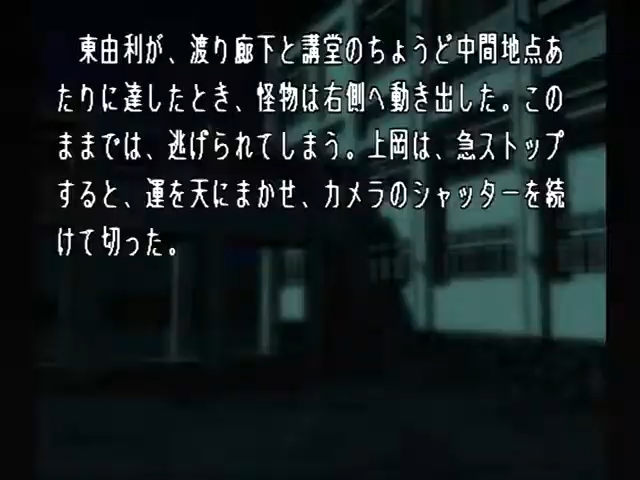 東由利が、渡り廊下と講堂のちょうど中間地点あ
たりに達したとき、怪物は右側へ動き出した。この
ままでは、逃げられてしまう。上岡は、急ストップ
すると、運を天にまかせ、カメラのシャッターを続
けて切った。